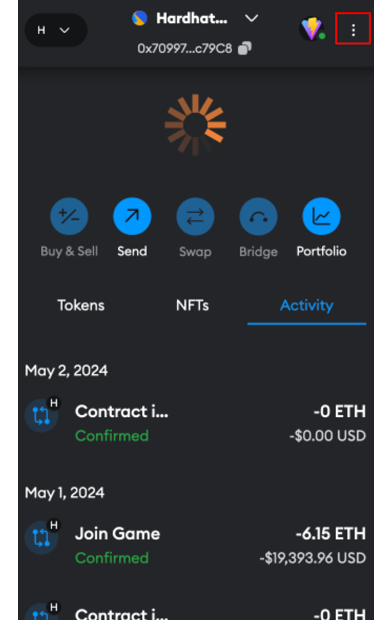 H
Hardhat...
0x70997...c79C8
Buy & Sell
Send
Swap
Bridge
Portfolio
Tokens
NFTs
Activity
May 2, 2024
H
Contract i...
-0 ETH
Confirmed
-$0.00 USD
May 1, 2024
H
Join Game
-6.15 ETH
Confirmed
-$19,393.96 USD
H
Contract i...
-0 ETH